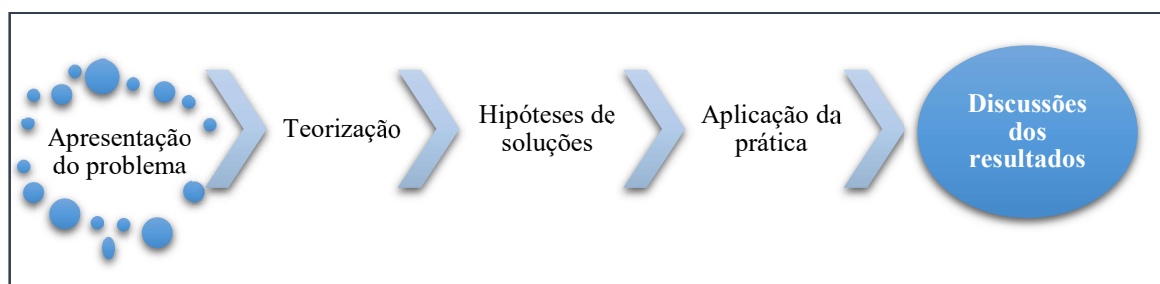 Apresentação
do problema
Teorização
Hipóteses de
soluções
Aplicação da
prática
Discussões
dos
resultados